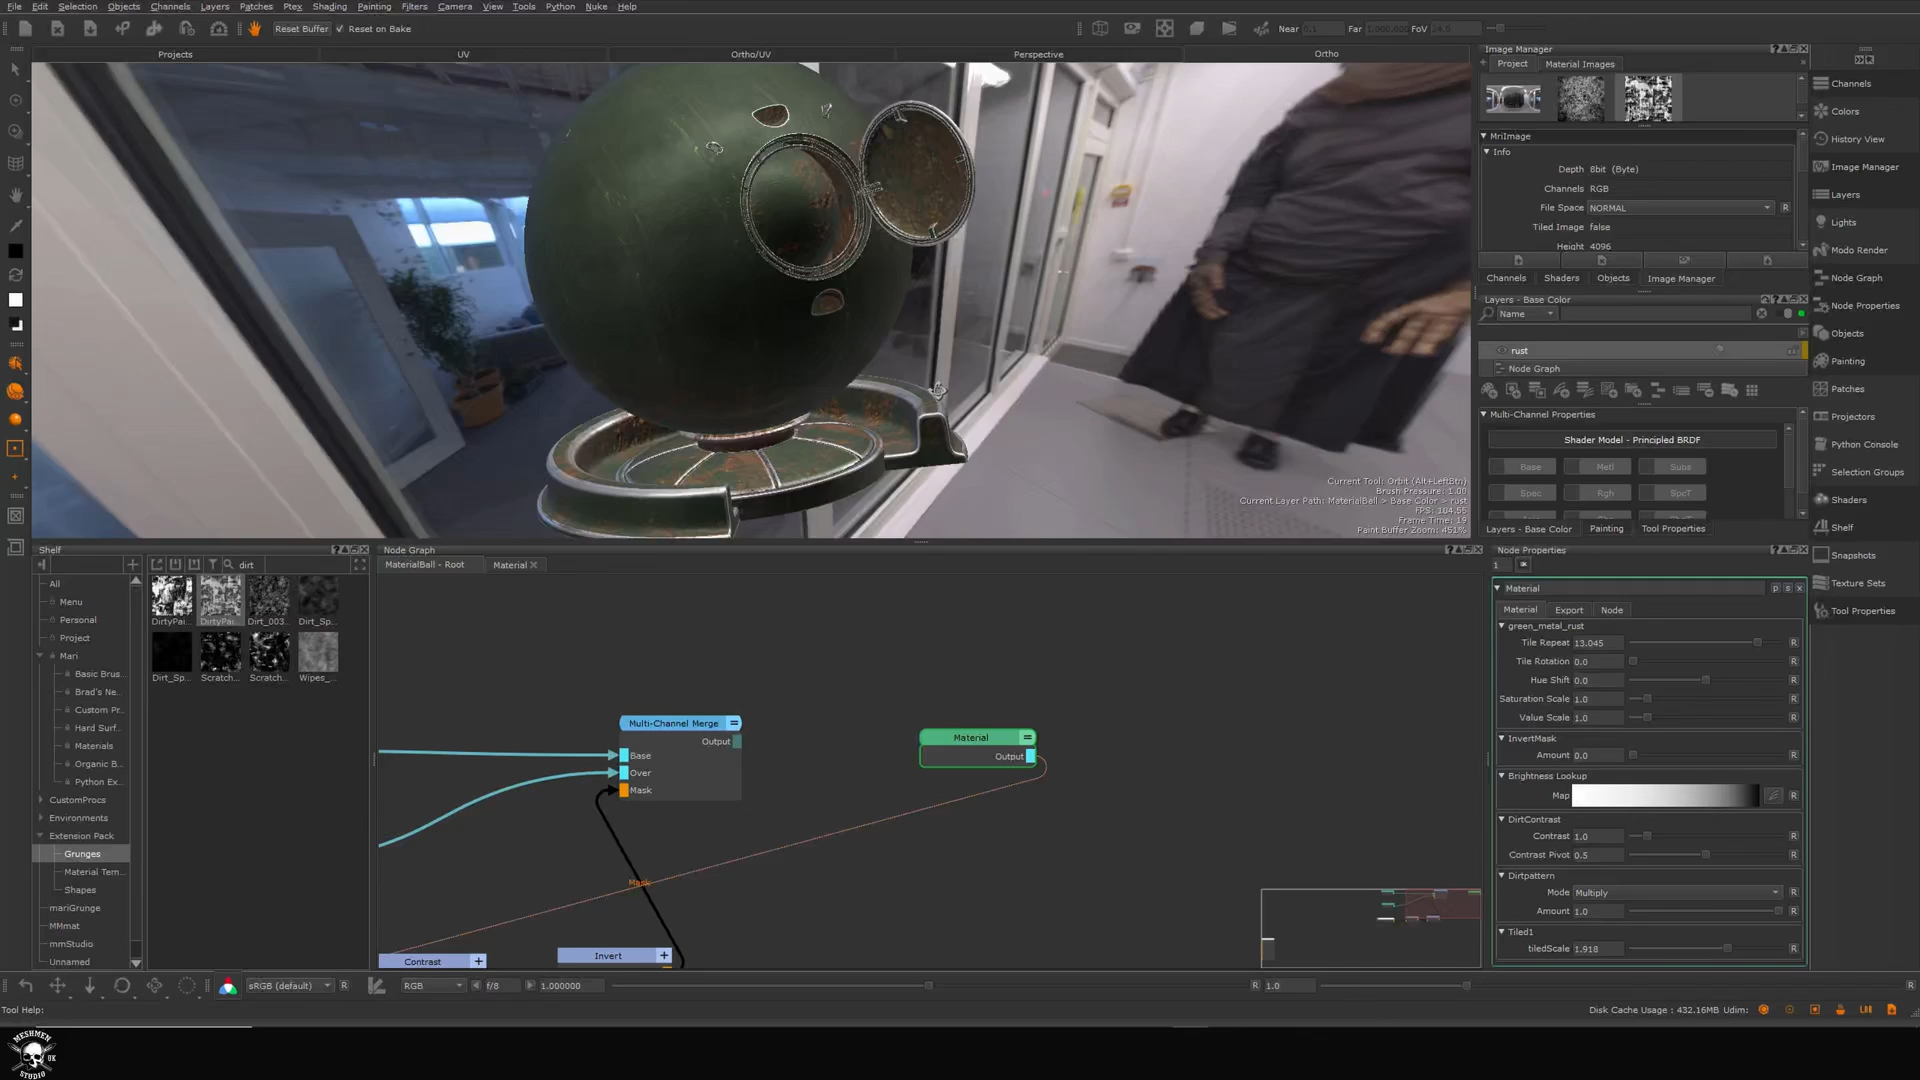 File Edit Selection Objects Channels Layers Patches Ptex Shading Painting Filters Camera View Tools Python Nuke Help
Reset Buffer Reset on Bake Near 0.1 Far FoV
Projects UV Ortho/UV Perspective Ortho
Current Tool: Orbit (Alt+LeftBtn)
Brush Pressure: 1.00
Current Layer Path: MaterialBall > Base Color > rust
FPS: 104.55
Frame Time: 19
Paint Buffer Zoom: 451%
Image Manager
Project Material Images
MriImage
Info
Depth 8bit (Byte)
Channels RGB
File Space NORMAL R
Tiled Image false
Height 4096
Channels Shaders Objects Image Manager
Layers - Base Color
Name
rust
Node Graph
Multi-Channel Properties
Shader Model - Principled BRDF
Base Metl Subs
Spec Rgh SpcT
Layers - Base Color Painting Tool Properties
Channels
Colors
History View
Image Manager
Layers
Lights
Modo Render
Node Graph
Node Properties
Objects
Painting
Patches
Projectors
Python Console
Selection Groups
Shaders
Shelf
Snapshots
Texture Sets
Tool Properties
Shelf
dirt
All
Menu
Personal
Project
Mari
Basic Brus...
Brad's Ne...
Custom Pr...
Hard Surf...
Materials
Organic B...
Python Ex...
CustomProcs
Environments
Extension Pack
Grunges
Material Tem...
Shapes
mariGrunge
MMmat
mmStudio
Unnamed
DirtyPai... DirtyPai... Dirt_003... Dirt_Sp...
Dirt_Sp... Scratch... Scratch... Wipes_...
Node Graph
MaterialBall - Root Material
Multi-Channel Merge
Output
Base
Over
Mask
Material
Output
Mask
Contrast +
Invert +
Node Properties
1
Material p s x
Material Export Node
green_metal_rust
Tile Repeat 13.045 R
Tile Rotation 0.0 R
Hue Shift 0.0 R
Saturation Scale 1.0 R
Value Scale 1.0 R
InvertMask
Amount 0.0 R
Brightness Lookup
Map R
DirtContrast
Contrast 1.0 R
Contrast Pivot 0.5 R
Dirtpattern
Mode Multiply R
Amount 1.0 R
Tiled1
tiledScale 1.918 R
sRGB (default) R RGB f/8 1.000000 R 1.0 R
Tool Help: Disk Cache Usage : 432.16MB Udim:
MESHMEN
UK
STUDIO